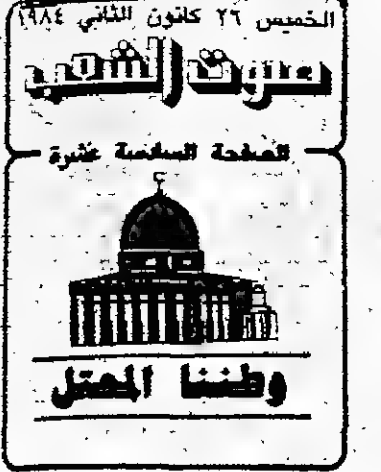 الخميس ٢٦ كانون الثاني ١٩٨٤
صوت الشعب
الصفحة السادسة عشرة
وطننا المحتل